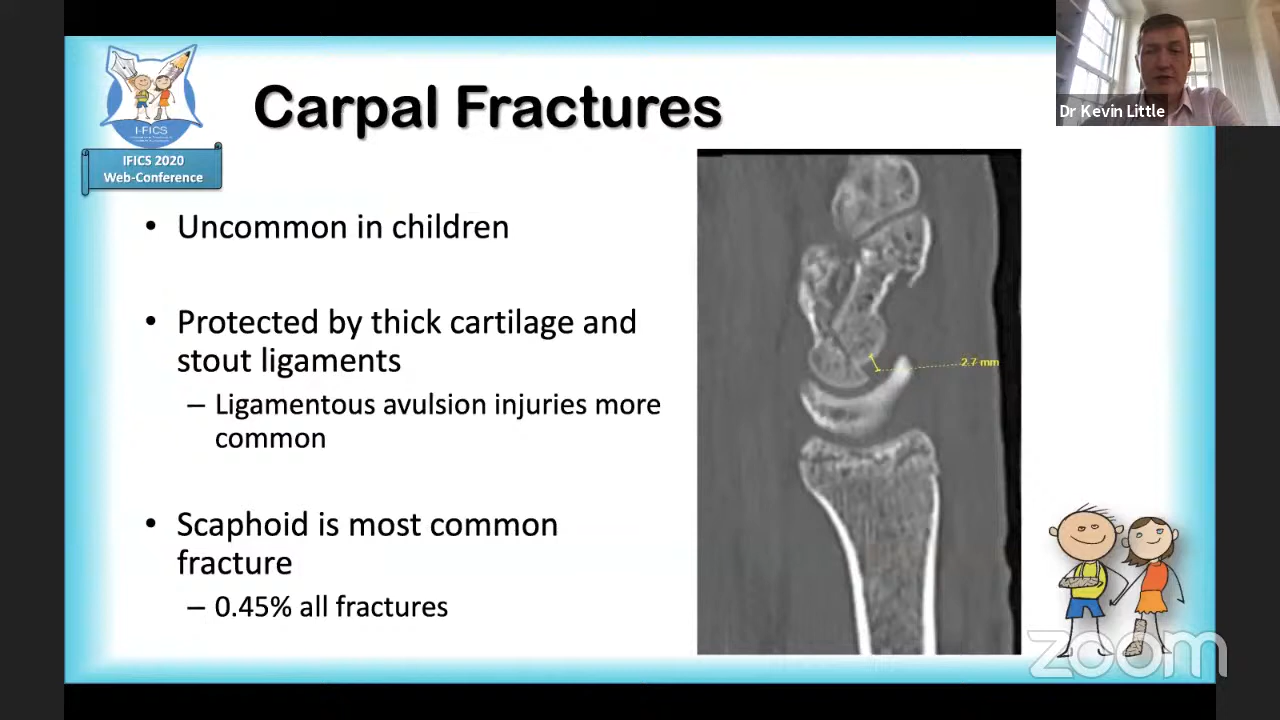 Carpal Fractures
Dr Kevin Little
I-FICS
IFICS 2020
Web-Conference
• Uncommon in children
• Protected by thick cartilage and
stout ligaments
– Ligamentous avulsion injuries more
common
• Scaphoid is most common
fracture
– 0.45% all fractures
2.7 mm
zoom